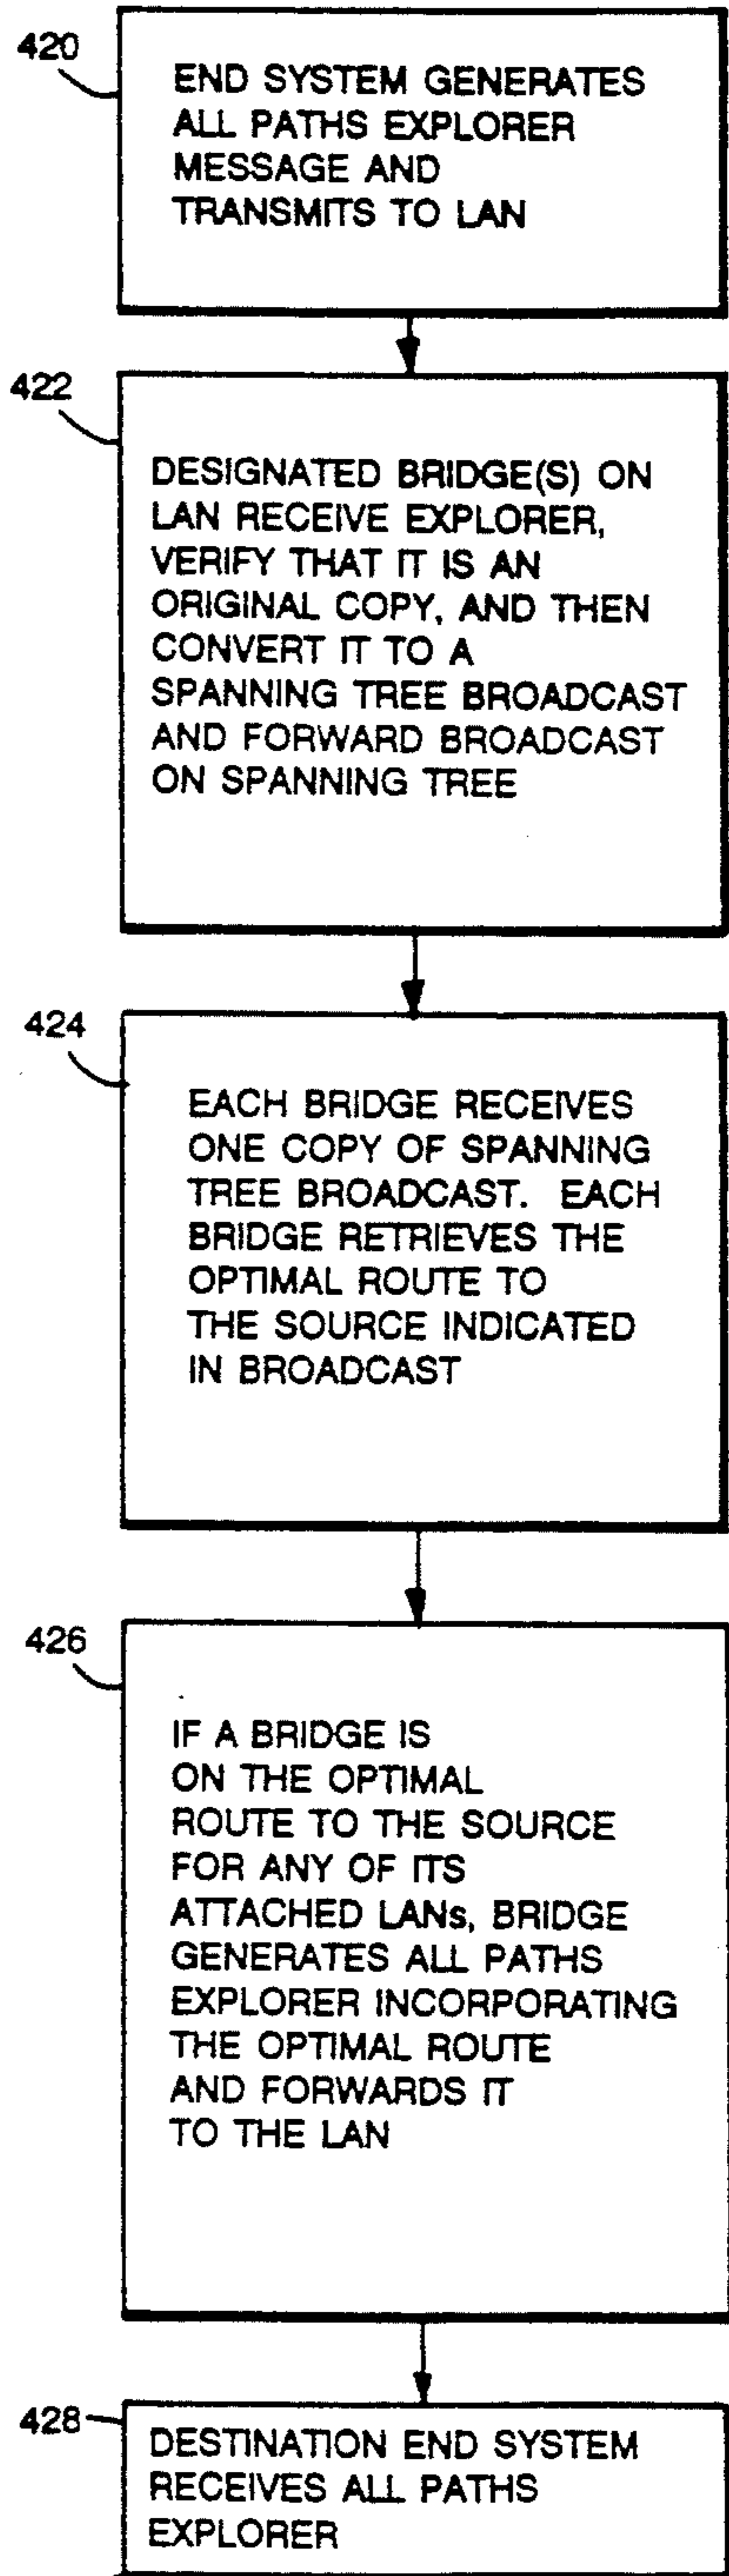 420
END SYSTEM GENERATES
ALL PATHS EXPLORER
MESSAGE AND
TRANSMITS TO LAN
422
DESIGNATED BRIDGE(S) ON
LAN RECEIVE EXPLORER,
VERIFY THAT IT IS AN
ORIGINAL COPY, AND THEN
CONVERT IT TO A
SPANNING TREE BROADCAST
AND FORWARD BROADCAST
ON SPANNING TREE
424
EACH BRIDGE RECEIVES
ONE COPY OF SPANNING
TREE BROADCAST. EACH
BRIDGE RETRIEVES THE
OPTIMAL ROUTE TO
THE SOURCE INDICATED
IN BROADCAST
426
IF A BRIDGE IS
ON THE OPTIMAL
ROUTE TO THE SOURCE
FOR ANY OF ITS
ATTACHED LANs, BRIDGE
GENERATES ALL PATHS
EXPLORER INCORPORATING
THE OPTIMAL ROUTE
AND FORWARDS IT
TO THE LAN
428
DESTINATION END SYSTEM
RECEIVES ALL PATHS
EXPLORER